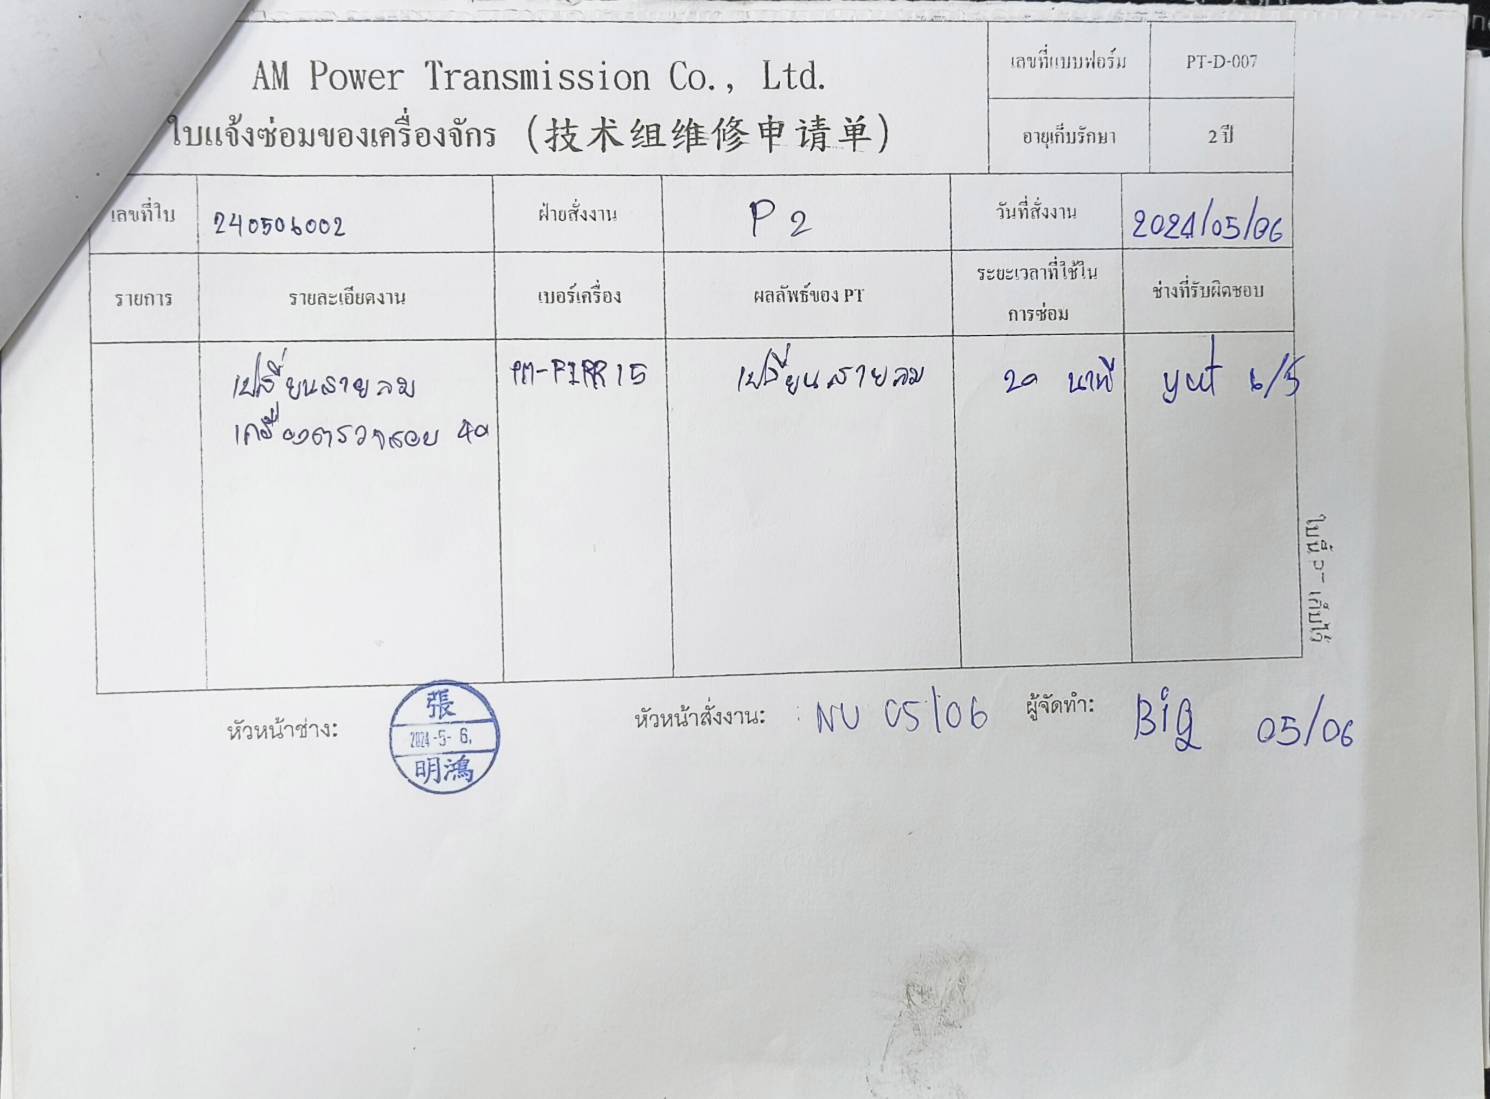 AM Power Transmission Co., Ltd.
ใบแจ้งซ่อมของเครื่องจักร (技术组维修申请单)
เลขที่แบบฟอร์ม PT-D-007
อายุเก็บรักษา 2 ปี
เลขที่ใบ 240506002 ฝ่ายสั่งงาน P2 วันที่สั่งงาน 2024/05/06
รายการ รายละเอียดงาน เบอร์เครื่อง ผลลัพธ์ของ PT ระยะเวลาที่ใช้ใน
การซ่อม ช่างที่รับผิดชอบ
เปลี่ยนสายลม เปลี่ยนสายลม 20 นาที yut 6/5
เครื่องตรวจสอบ
หัวหน้าช่าง: 張
2024-5-6.
明鴻
หัวหน้าสั่งงาน: NU 05/06 ผู้จัดทำ: Big 05/06